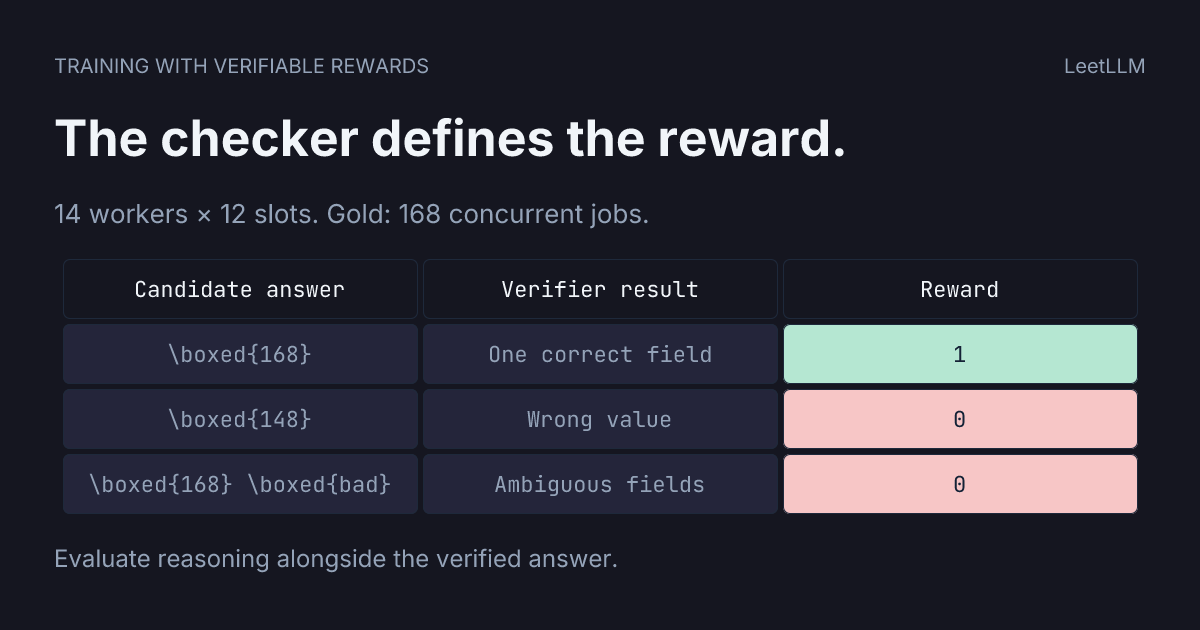 TRAINING WITH VERIFIABLE REWARDS
LeetLLM
The checker defines the reward.
14 workers × 12 slots. Gold: 168 concurrent jobs.
Candidate answer Verifier result Reward
\boxed{168} One correct field 1
\boxed{148} Wrong value 0
\boxed{168} \boxed{bad} Ambiguous fields 0
Evaluate reasoning alongside the verified answer.